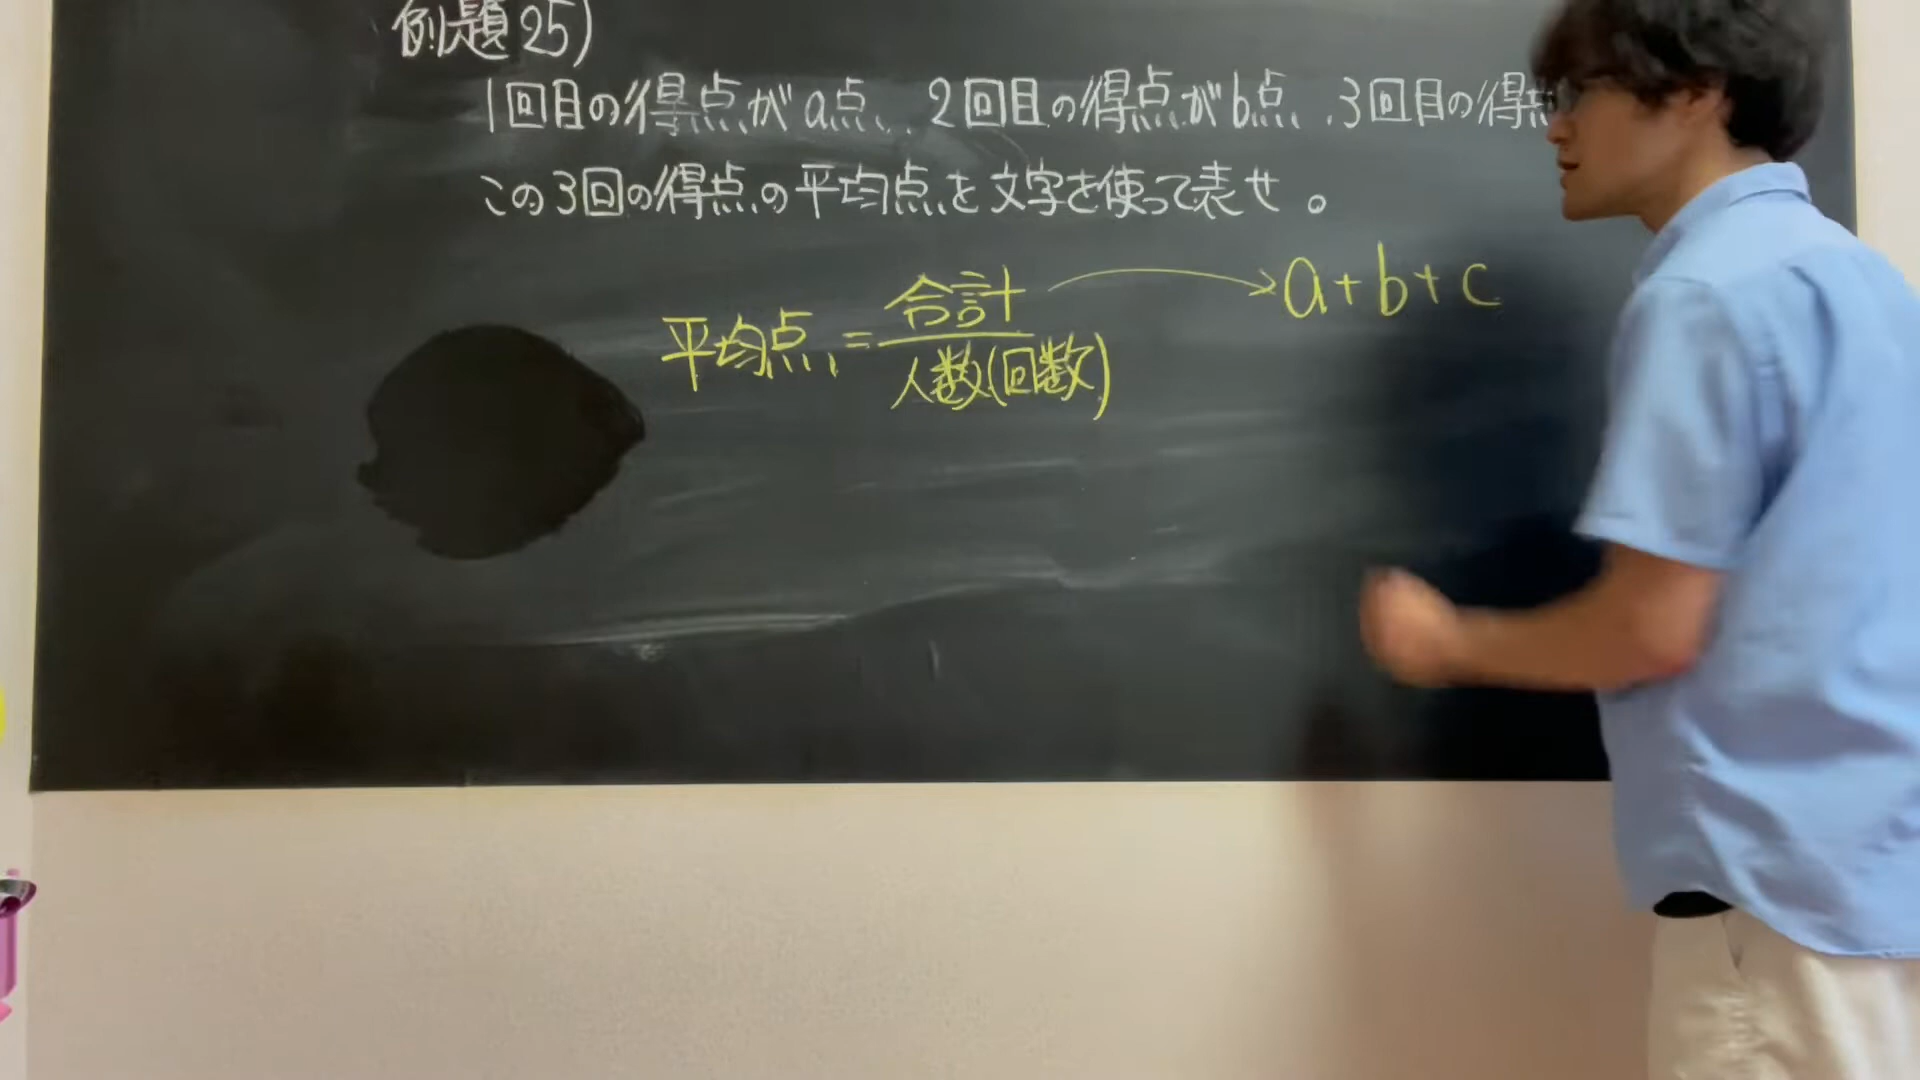 例題25)
1回目の得点がa点、2回目の得点がb点、3回目の得点
この3回の得点の平均点を文字を使って表せ。
平均点=合計/人数(回数)
a+b+c